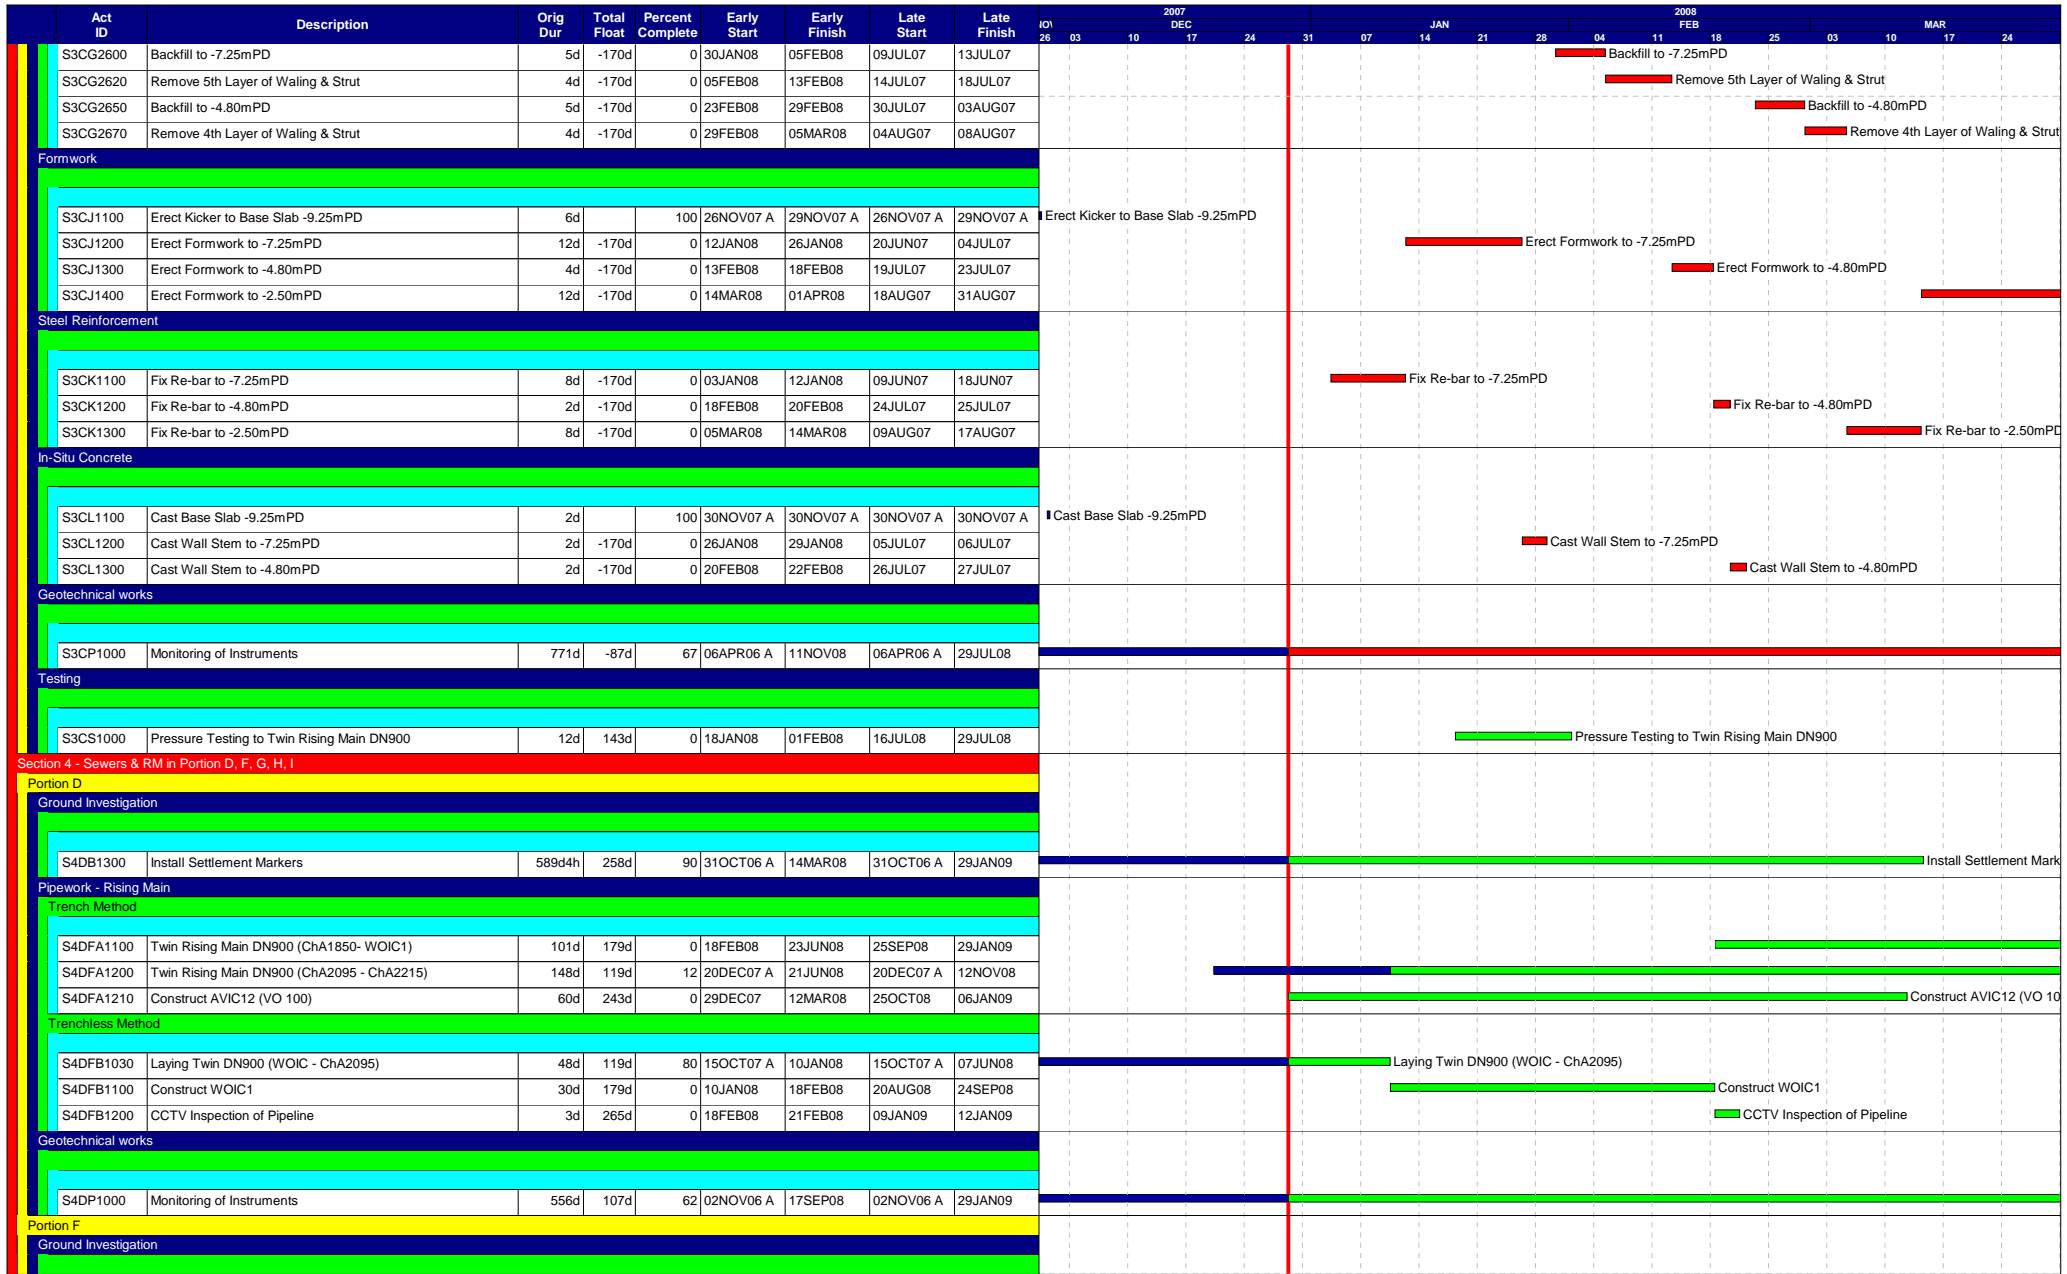 2007 2008
Act ID Description Orig Dur Total Float Percent Complete Early Start Early Finish Late Start Late Finish NOV DEC JAN FEB MAR
26 03 10 17 24 31 07 14 21 28 04 11 18 25 03 10 17 24
S3CG2600 Backfill to -7.25mPD 5d -170d 0 30JAN08 05FEB08 09JUL07 13JUL07 Backfill to -7.25mPD
S3CG2620 Remove 5th Layer of Waling & Strut 4d -170d 0 05FEB08 13FEB08 14JUL07 18JUL07 Remove 5th Layer of Waling & Strut
S3CG2650 Backfill to -4.80mPD 5d -170d 0 23FEB08 29FEB08 30JUL07 03AUG07 Backfill to -4.80mPD
S3CG2670 Remove 4th Layer of Waling & Strut 4d -170d 0 29FEB08 05MAR08 04AUG07 08AUG07 Remove 4th Layer of Waling & Strut
Formwork
S3CJ1100 Erect Kicker to Base Slab -9.25mPD 6d 100 26NOV07 A 29NOV07 A 26NOV07 A 29NOV07 A Erect Kicker to Base Slab -9.25mPD
S3CJ1200 Erect Formwork to -7.25mPD 12d -170d 0 12JAN08 26JAN08 20JUN07 04JUL07 Erect Formwork to -7.25mPD
S3CJ1300 Erect Formwork to -4.80mPD 4d -170d 0 13FEB08 18FEB08 19JUL07 23JUL07 Erect Formwork to -4.80mPD
S3CJ1400 Erect Formwork to -2.50mPD 12d -170d 0 14MAR08 01APR08 18AUG07 31AUG07
Steel Reinforcement
S3CK1100 Fix Re-bar to -7.25mPD 8d -170d 0 03JAN08 12JAN08 09JUN07 18JUN07 Fix Re-bar to -7.25mPD
S3CK1200 Fix Re-bar to -4.80mPD 2d -170d 0 18FEB08 20FEB08 24JUL07 25JUL07 Fix Re-bar to -4.80mPD
S3CK1300 Fix Re-bar to -2.50mPD 8d -170d 0 05MAR08 14MAR08 09AUG07 17AUG07 Fix Re-bar to -2.50mPD
In-Situ Concrete
S3CL1100 Cast Base Slab -9.25mPD 2d 100 30NOV07 A 30NOV07 A 30NOV07 A 30NOV07 A Cast Base Slab -9.25mPD
S3CL1200 Cast Wall Stem to -7.25mPD 2d -170d 0 26JAN08 29JAN08 05JUL07 06JUL07 Cast Wall Stem to -7.25mPD
S3CL1300 Cast Wall Stem to -4.80mPD 2d -170d 0 20FEB08 22FEB08 26JUL07 27JUL07 Cast Wall Stem to -4.80mPD
Geotechnical works
S3CP1000 Monitoring of Instruments 771d -87d 67 06APR06 A 11NOV08 06APR06 A 29JUL08
Testing
S3CS1000 Pressure Testing to Twin Rising Main DN900 12d 143d 0 18JAN08 01FEB08 16JUL08 29JUL08 Pressure Testing to Twin Rising Main DN900
Section 4 - Sewers & RM in Portion D, F, G, H, I
Portion D
Ground Investigation
S4DB1300 Install Settlement Markers 589d4h 258d 90 31OCT06 A 14MAR08 31OCT06 A 29JAN09 Install Settlement Mark
Pipework - Rising Main
Trench Method
S4DFA1100 Twin Rising Main DN900 (ChA1850- WOIC1) 101d 179d 0 18FEB08 23JUN08 25SEP08 29JAN09
S4DFA1200 Twin Rising Main DN900 (ChA2095 - ChA2215) 148d 119d 12 20DEC07 A 21JUN08 20DEC07 A 12NOV08
S4DFA1210 Construct AVIC12 (VO 100) 60d 243d 0 29DEC07 12MAR08 25OCT08 06JAN09 Construct AVIC12 (VO 10
Trenchless Method
S4DFB1030 Laying Twin DN900 (WOIC - ChA2095) 48d 119d 80 15OCT07 A 10JAN08 15OCT07 A 07JUN08 Laying Twin DN900 (WOIC - ChA2095)
S4DFB1100 Construct WOIC1 30d 179d 0 10JAN08 18FEB08 20AUG08 24SEP08 Construct WOIC1
S4DFB1200 CCTV Inspection of Pipeline 3d 265d 0 18FEB08 21FEB08 09JAN09 12JAN09 CCTV Inspection of Pipeline
Geotechnical works
S4DP1000 Monitoring of Instruments 556d 107d 62 02NOV06 A 17SEP08 02NOV06 A 29JAN09
Portion F
Ground Investigation